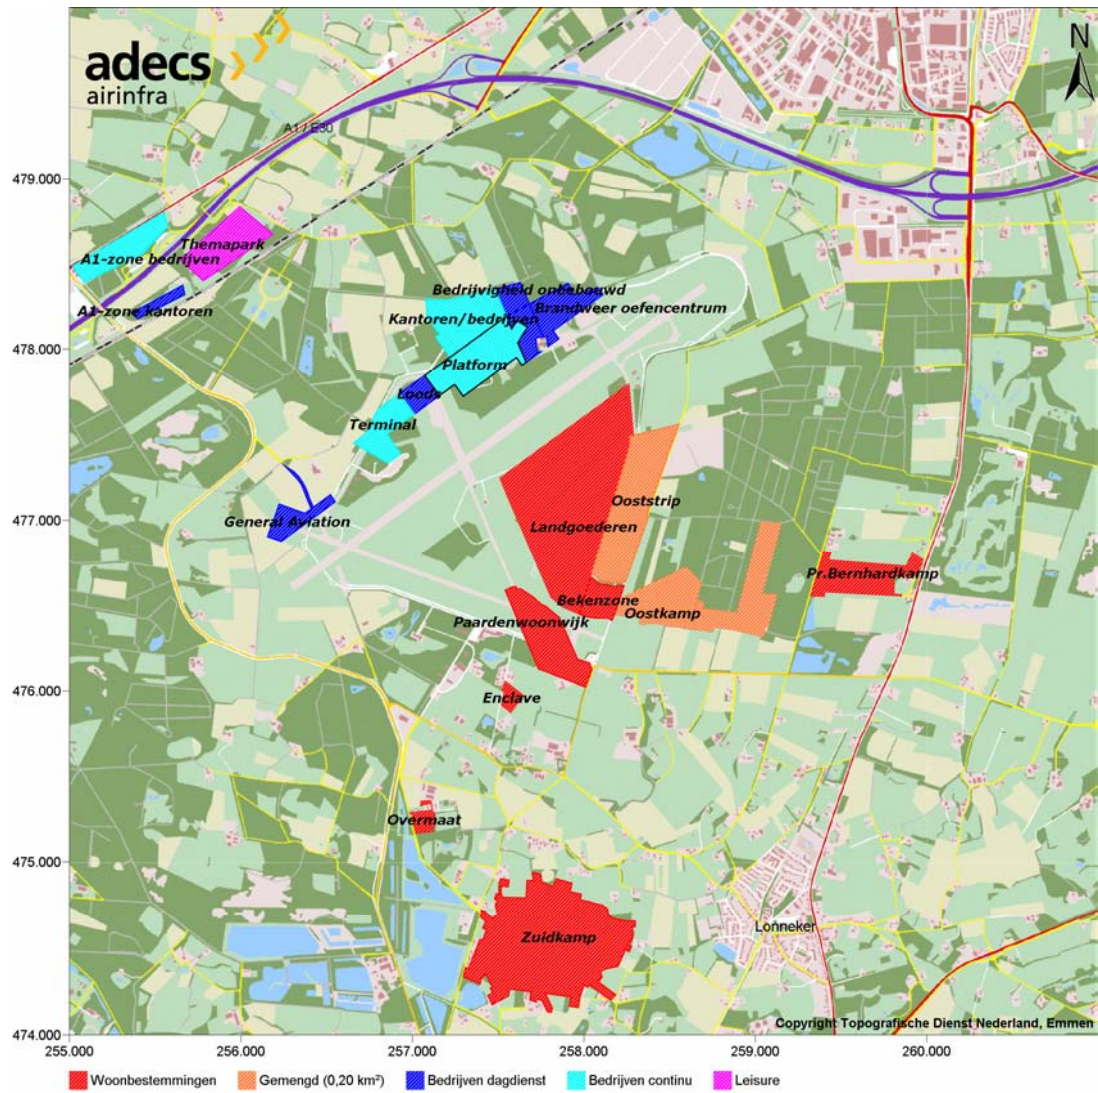 adecs
airinfra
N
A1 / E30
479.000
Themapark
A1-zone bedrijven
A1-zone kantoren
Bedrijvigheid onbebouwd
Brandweer oefencentrum
Kantoren/bedrijven
478.000
Platform
Loods
Terminal
General Aviation
477.000
Ooststrip
Landgoederen
Pr.Bernhardkamp
Bekenzone
Oostkamp
Paardenwoonwijk
476.000
Enclave
Overmaat
475.000
Zuidkamp
Lonneker
474.000
Copyright Topografische Dienst Nederland, Emmen
255.000 256.000 257.000 258.000 259.000 260.000
Woonbestemmingen Gemengd (0,20 km²) Bedrijven dagdienst Bedrijven continu Leisure